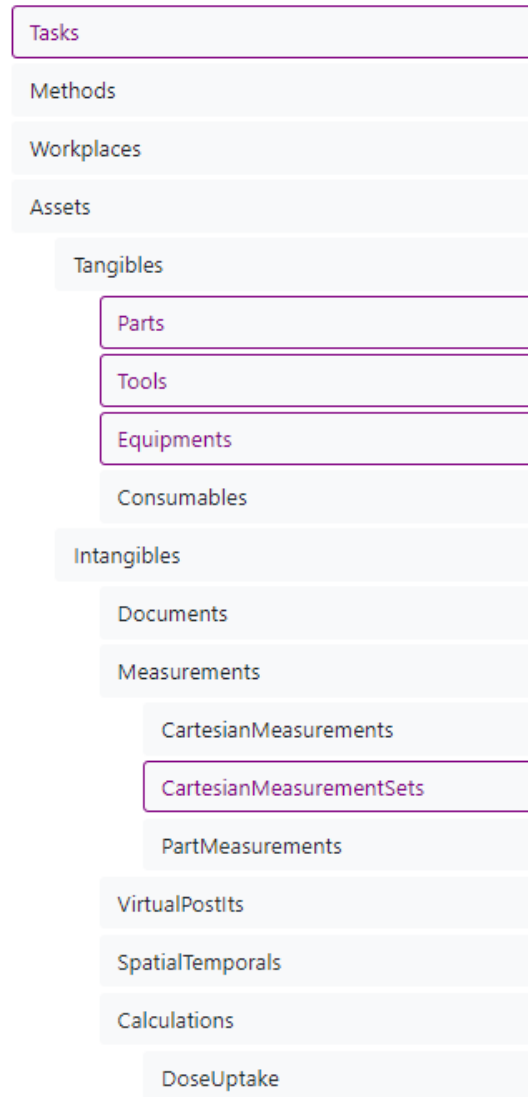 Tasks
Methods
Workplaces
Assets
Tangibles
Parts
Tools
Equipments
Consumables
Intangibles
Documents
Measurements
CartesianMeasurements
CartesianMeasurementSets
PartMeasurements
VirtualPostIts
SpatialTemporals
Calculations
DoseUptake